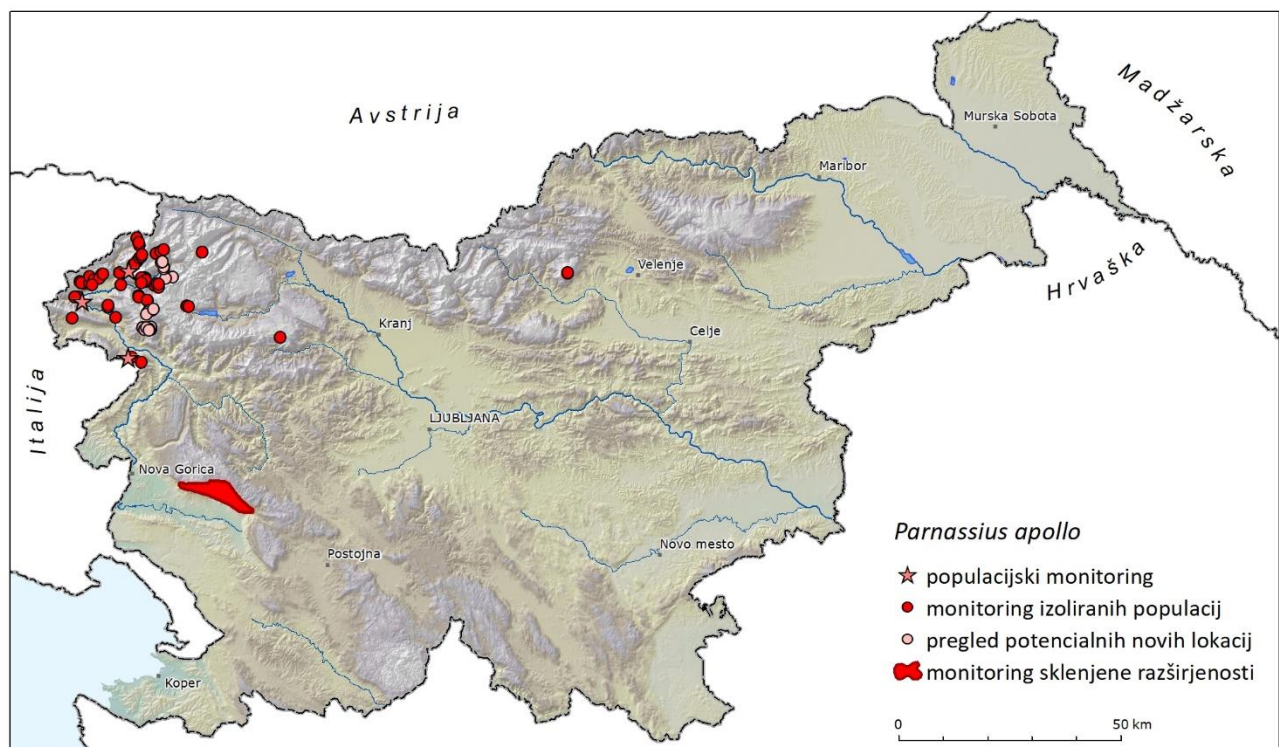 Avstrija
Madžarska
Murska Sobota
Maribor
Hrvaška
Velenje
Kranj
Celje
Italija
LJUBLJANA
Nova Gorica
Novo mesto
Postojna
Koper
Parnassius apollo
populacijski monitoring
monitoring izoliranih populacij
pregled potencialnih novih lokacij
monitoring sklenjene razširjenosti
0 50 km